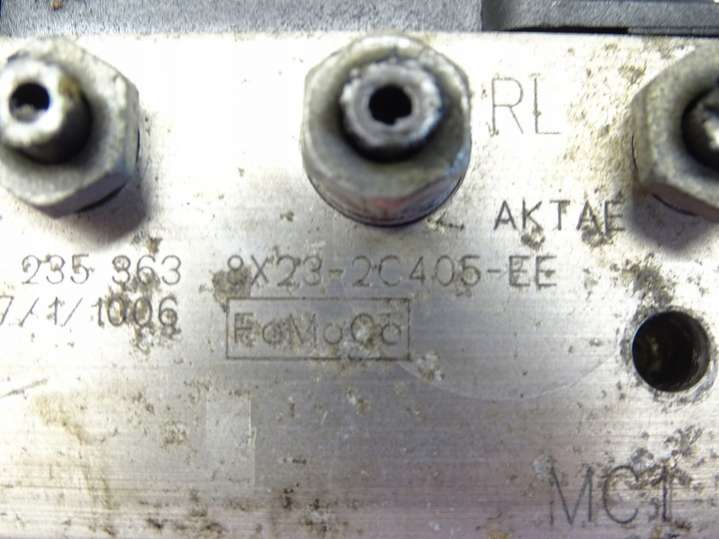 RL
AKTAE
235 363 8X23-2C405-EE
7/1/1006 FoMoCo
MC1